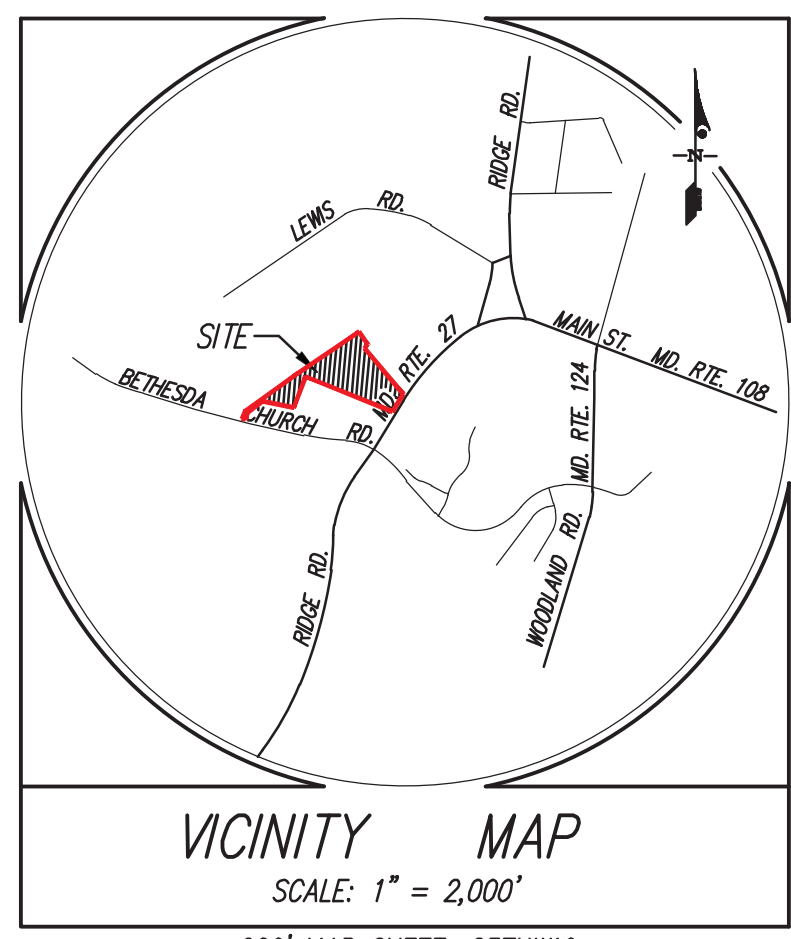 RIDGE RD.
N
LEWIS RD.
SITE
MD. RTE. 27
MAIN ST. MD. RTE. 108
BETHESDA CHURCH RD.
MD. RTE. 124
WOODLAND RD.
RIDGE RD.
VICINITY MAP
SCALE: 1" = 2,000'